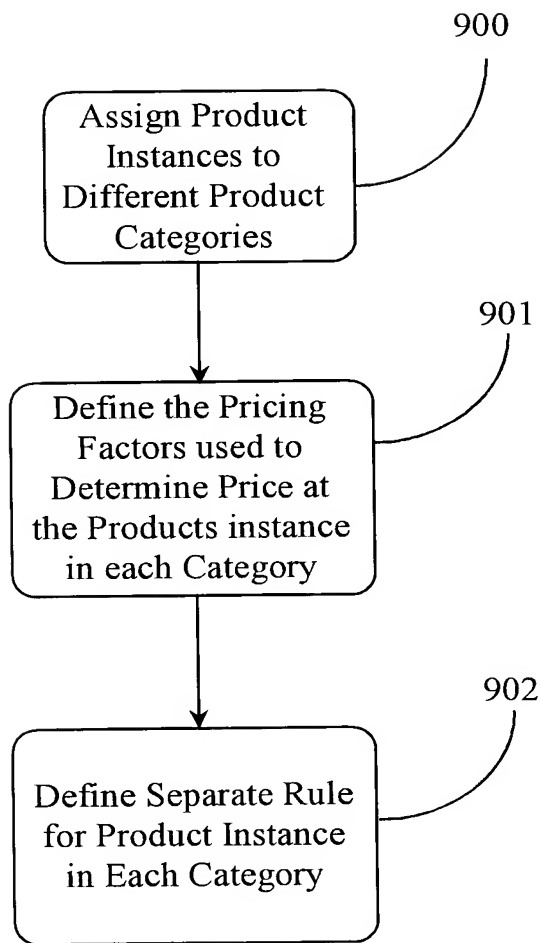 900
Assign Product
Instances to
Different Product
Categories
901
Define the Pricing
Factors used to
Determine Price at
the Products instance
in each Category
902
Define Separate Rule
for Product Instance
in Each Category